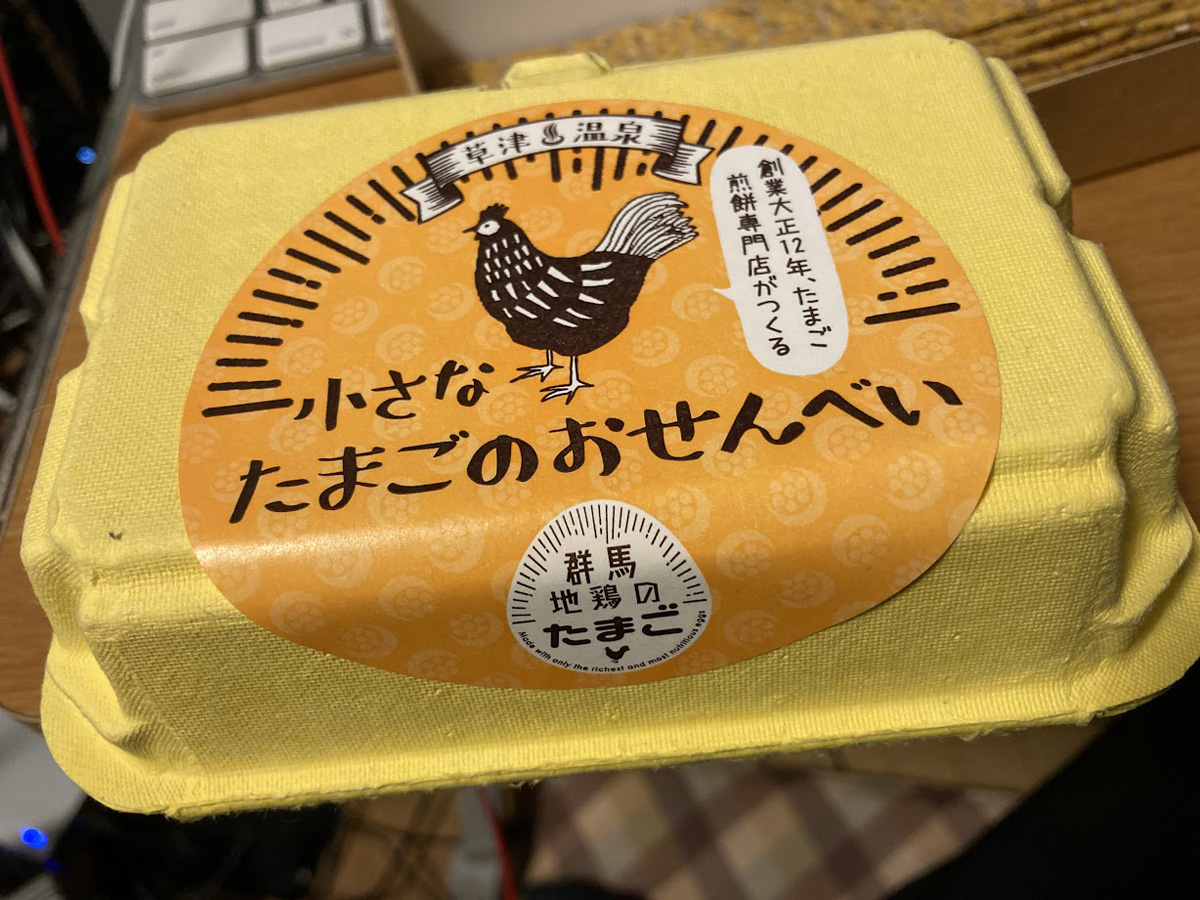 草津♨温泉
創業大正12年、たまご
煎餅専門店がつくる
小さな
たまごのおせんべい
群馬
地鶏の
たまご
Made with only the richest and most nutritious eggs